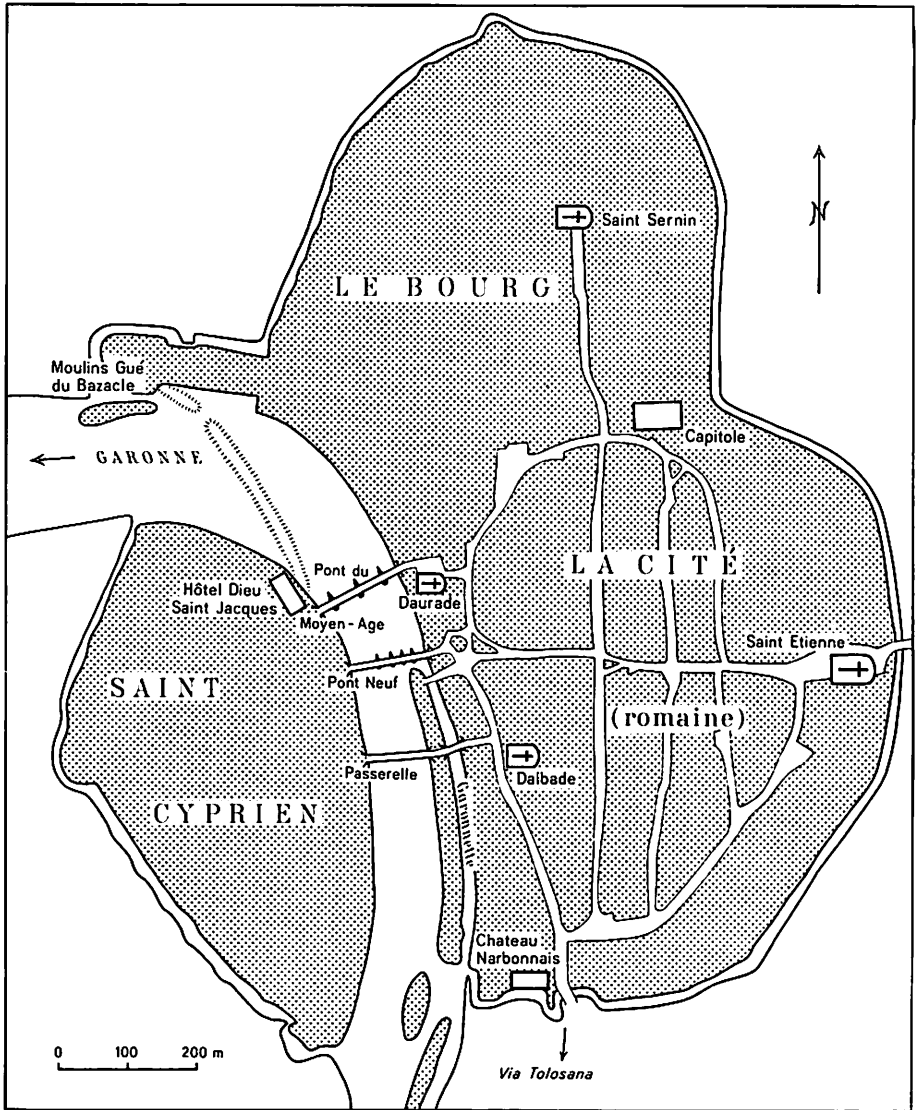 Saint Sernin
N
LE BOURG
Moulins Gué
du Bazacle
Capitole
GARONNE
LA CITÉ
Pont du
Moyen-Age
Daurade
Hôtel Dieu
Saint Jacques
Saint Etienne
Pont Neuf
SAINT
CYPRIEN
(romaine)
Passerelle
Dalbade
Garonnette
Chateau
Narbonnais
0 100 200 m
Via Tolosana